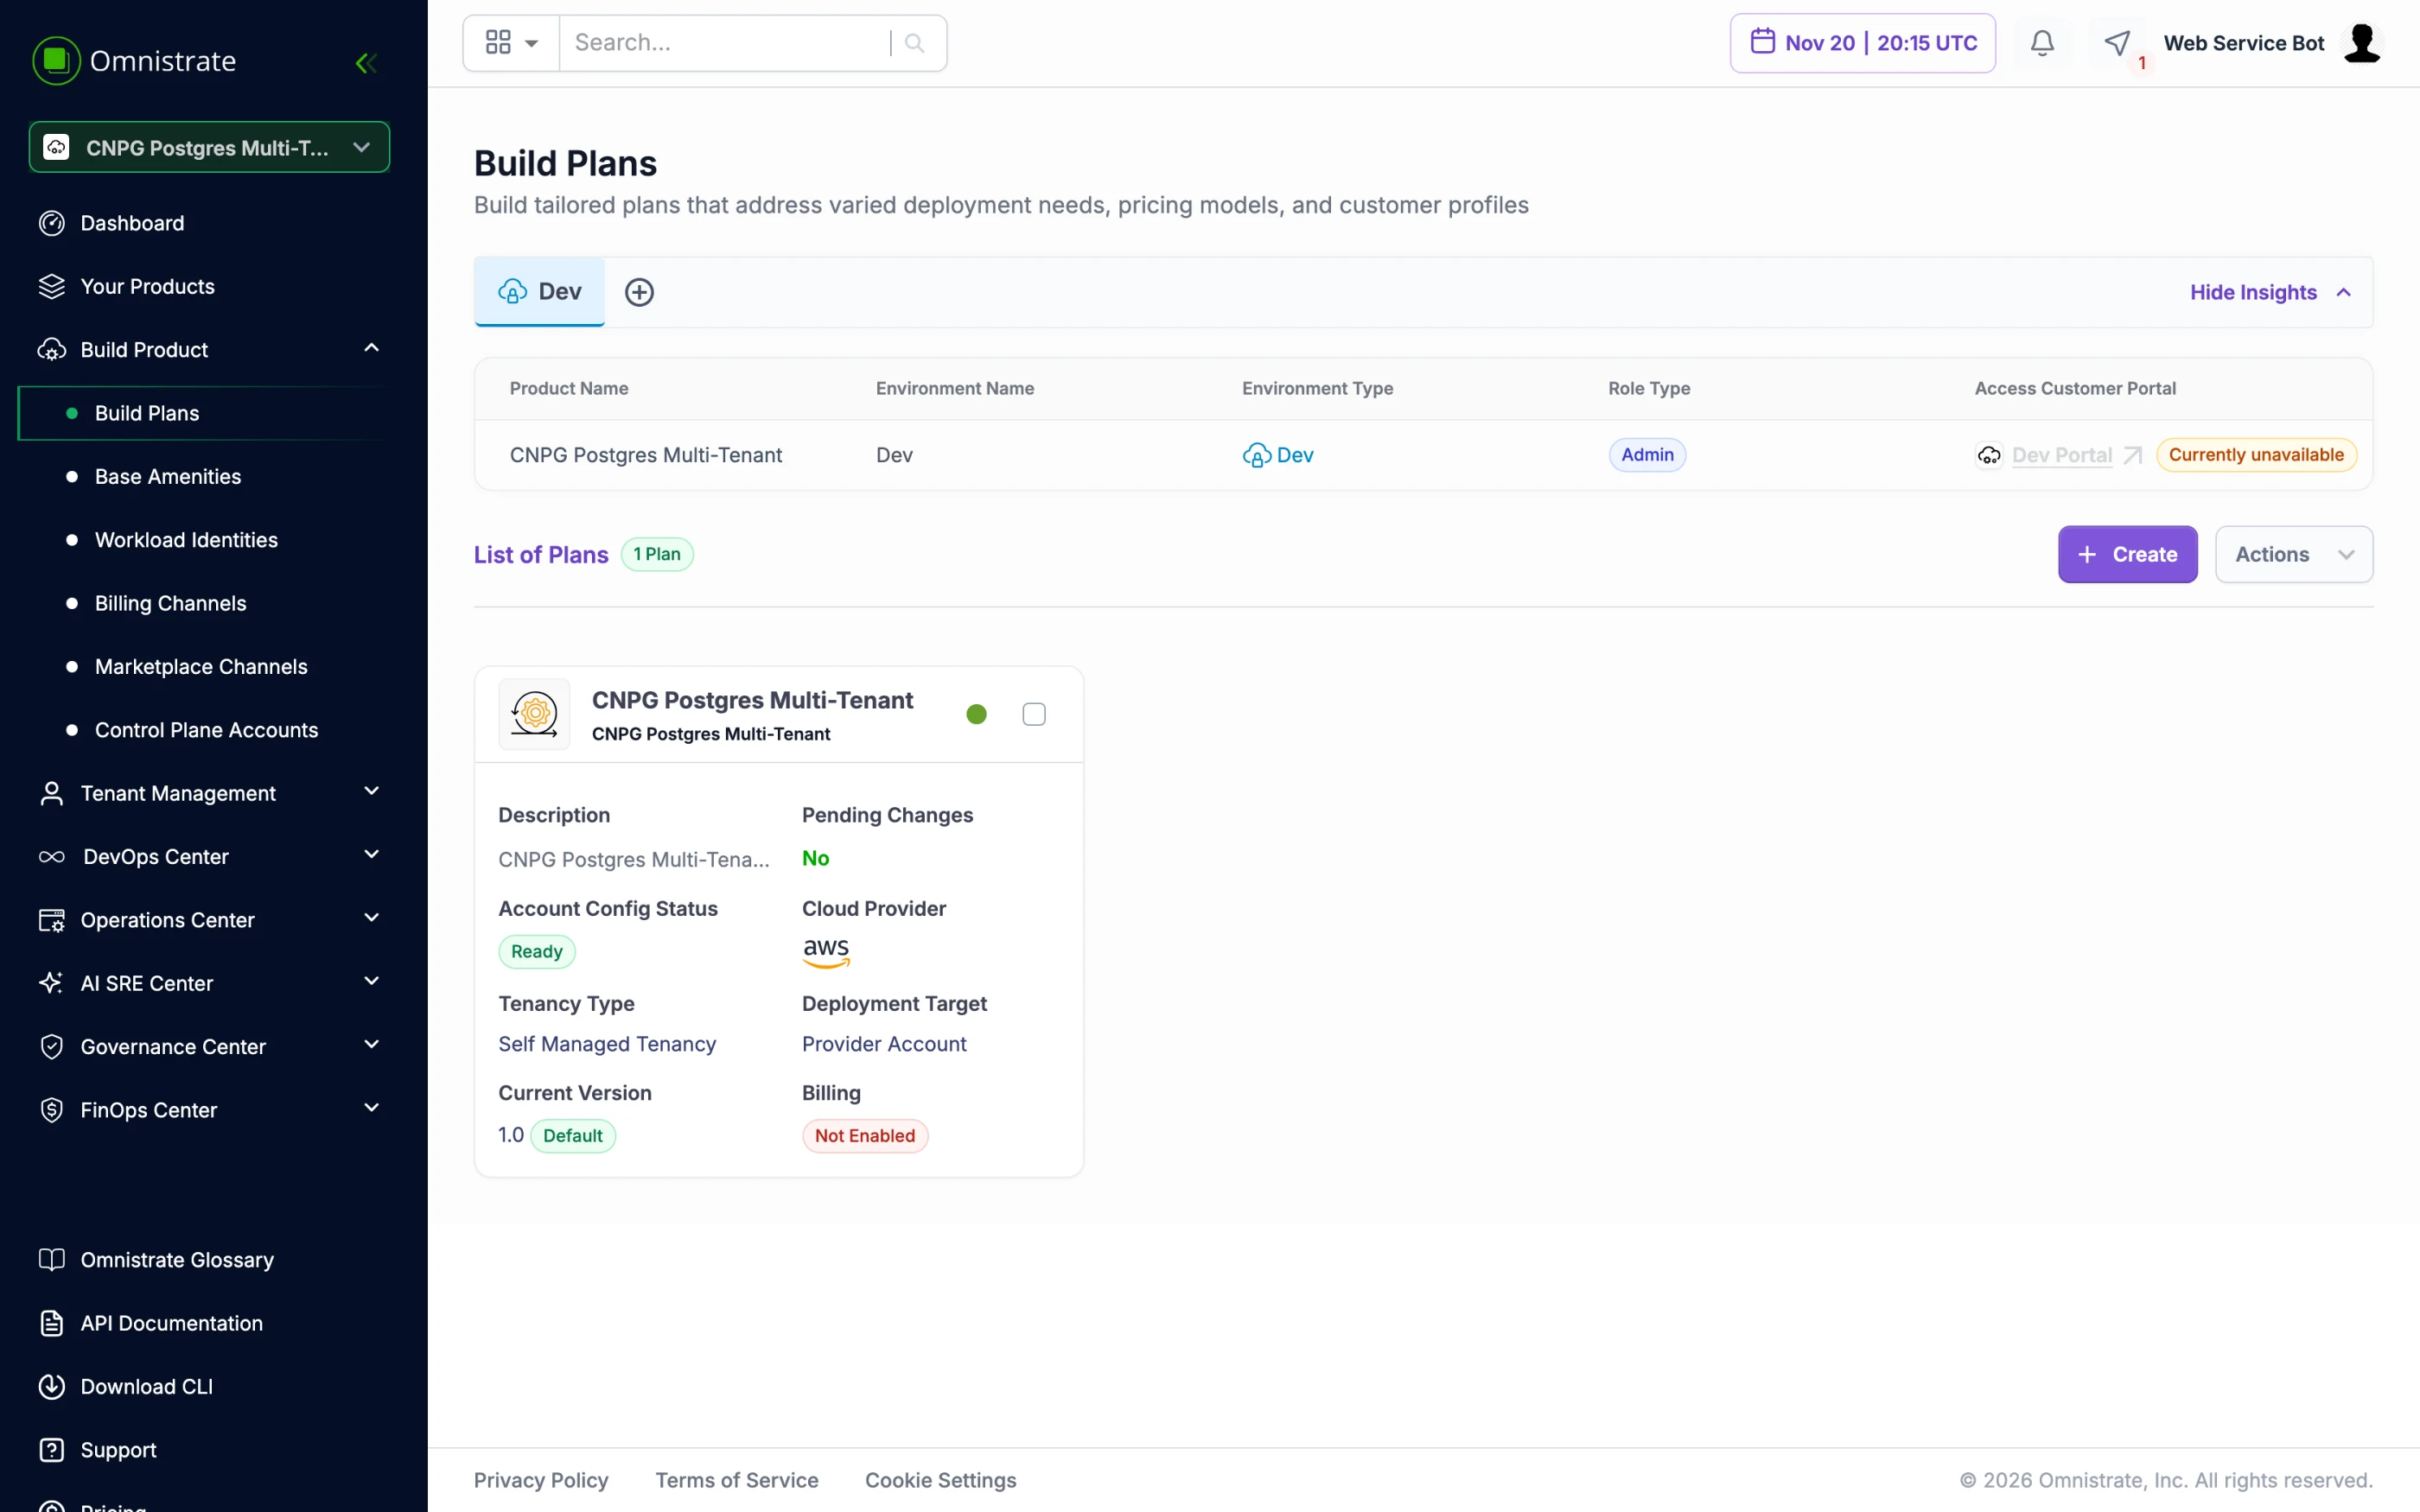 Omnistrate
CNPG Postgres Multi-T...
Dashboard
Your Products
Build Product
Build Plans
Base Amenities
Workload Identities
Billing Channels
Marketplace Channels
Control Plane Accounts
Tenant Management
DevOps Center
Operations Center
AI SRE Center
Governance Center
FinOps Center
Omnistrate Glossary
API Documentation
Download CLI
Support
Pricing
Search...
Nov 20 | 20:15 UTC
1
Web Service Bot
Build Plans
Build tailored plans that address varied deployment needs, pricing models, and customer profiles
Dev
Hide Insights
Product Name Environment Name Environment Type Role Type Access Customer Portal
CNPG Postgres Multi-Tenant Dev Dev Admin Dev Portal Currently unavailable
List of Plans 1 Plan
Create
Actions
CNPG Postgres Multi-Tenant
CNPG Postgres Multi-Tenant
Description Pending Changes
CNPG Postgres Multi-Tena... No
Account Config Status Cloud Provider
Ready aws
Tenancy Type Deployment Target
Self Managed Tenancy Provider Account
Current Version Billing
1.0 Default Not Enabled
Privacy Policy Terms of Service Cookie Settings
© 2026 Omnistrate, Inc. All rights reserved.